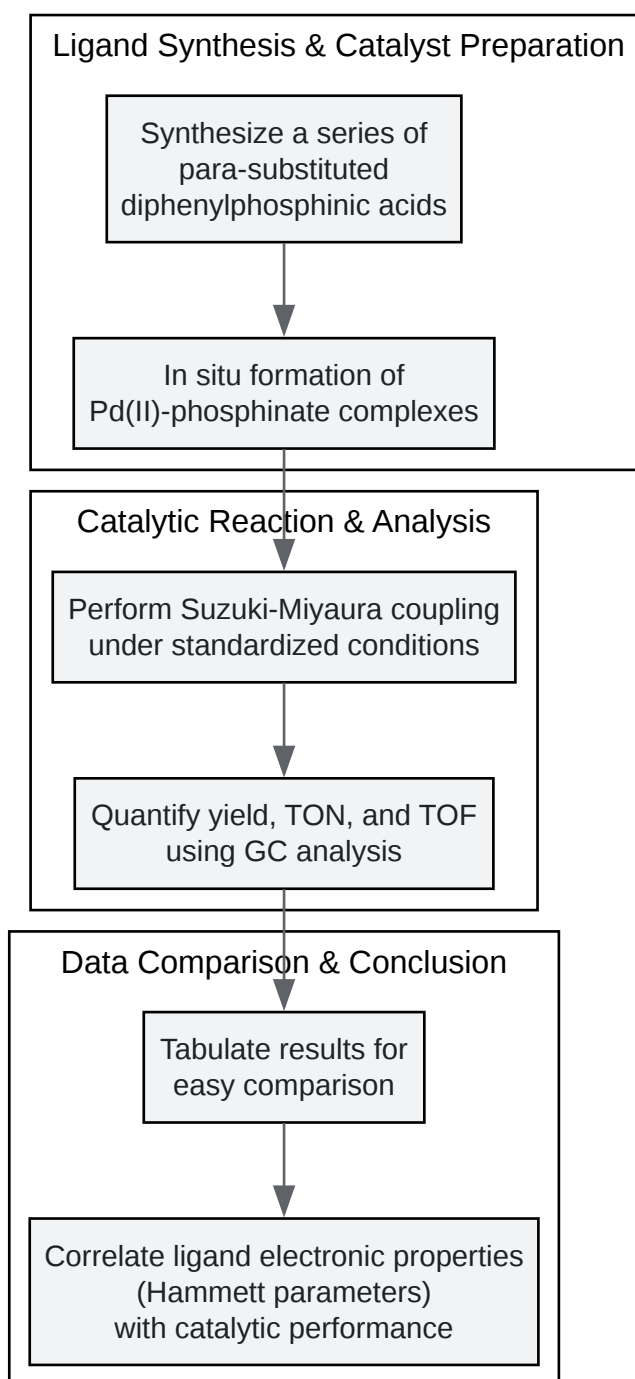 Ligand Synthesis & Catalyst Preparation
Synthesize a series of
para-substituted
diphenylphosphinic acids
In situ formation of
Pd(II)-phosphinate complexes
Catalytic Reaction & Analysis
Perform Suzuki-Miyaura coupling
under standardized conditions
Quantify yield, TON, and TOF
using GC analysis
Data Comparison & Conclusion
Tabulate results for
easy comparison
Correlate ligand electronic properties
(Hammett parameters)
with catalytic performance